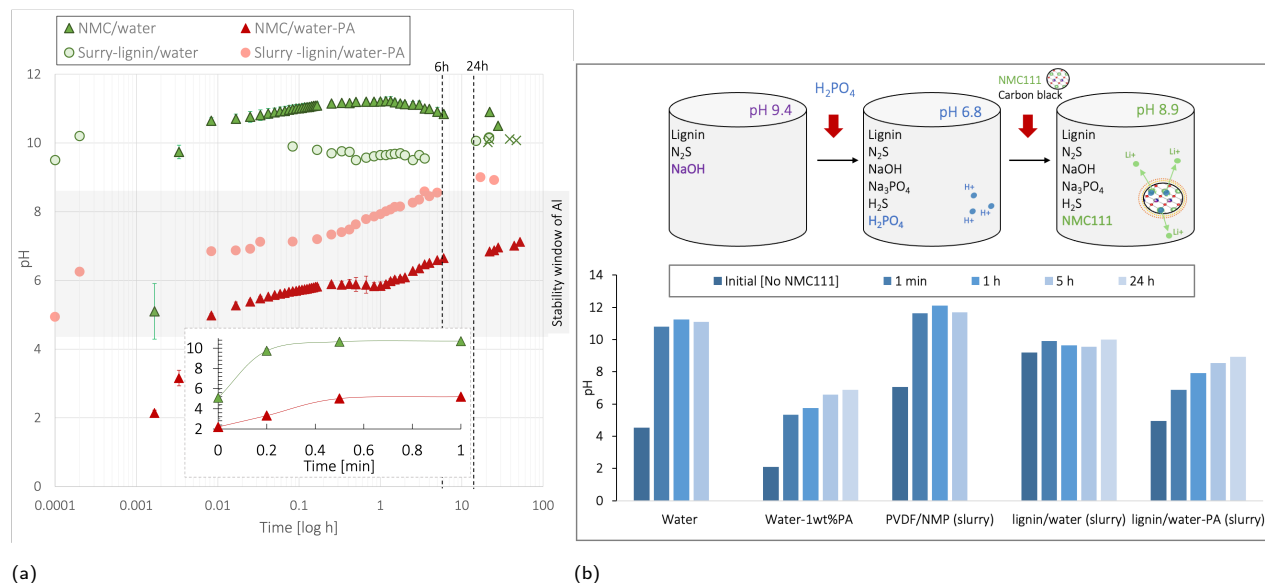 NMC/water
NMC/water-PA
Surry-lignin/water
Slurry -lignin/water-PA
6h
24h
12
10
8
6
4
2
0
pH
Stability window of Al
10
8
6
4
2
0
0.2
0.4
0.6
0.8
1
Time [min]
0.0001
0.001
0.01
0.1
1
10
100
Time [log h]
(a)
pH 9.4
Lignin
N2S
NaOH
H2PO4
pH 6.8
Lignin
N2S
NaOH
Na3PO4
H2S
H2PO4
H+
H+
H+
NMC111
Carbon black
pH 8.9
Lignin
N2S
NaOH
Na3PO4
H2S
NMC111
Li+
Li+
Li+
Initial [No NMC111]
1 min
1 h
5 h
24 h
14
12
10
8
6
4
2
0
pH
Water
Water-1wt%PA
PVDF/NMP (slurry)
lignin/water (slurry)
lignin/water-PA (slurry)
(b)